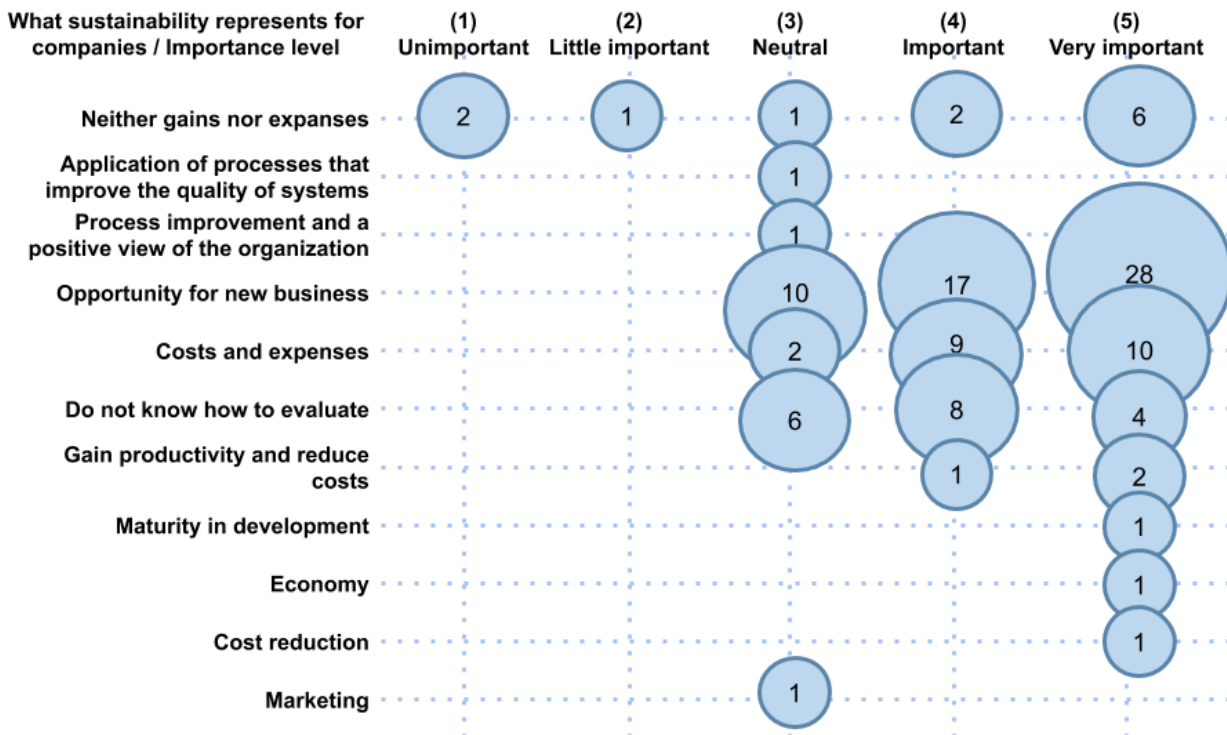 What sustainability represents for
companies / Importance level
(1)
Unimportant
(2)
Little important
(3)
Neutral
(4)
Important
(5)
Very important
Neither gains nor expanses
2
1
1
2
6
Application of processes that
improve the quality of systems
1
Process improvement and a
positive view of the organization
1
Opportunity for new business
10
17
28
Costs and expenses
2
9
10
Do not know how to evaluate
6
8
4
Gain productivity and reduce
costs
1
2
Maturity in development
1
Economy
1
Cost reduction
1
Marketing
1